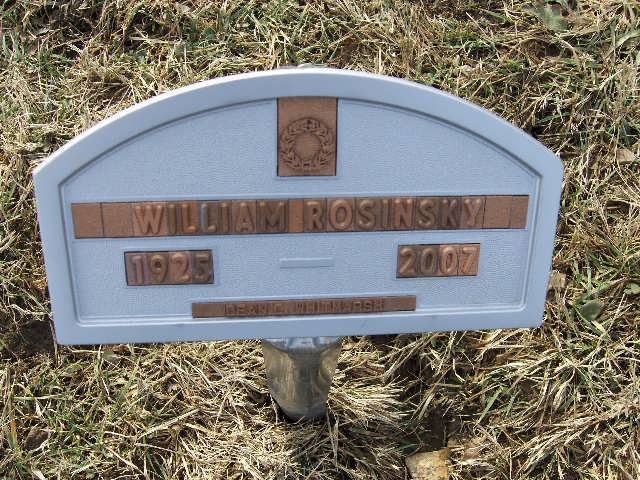 WILLIAM ROSINSKY
1925 2007
DEAN C. WHITMARSH